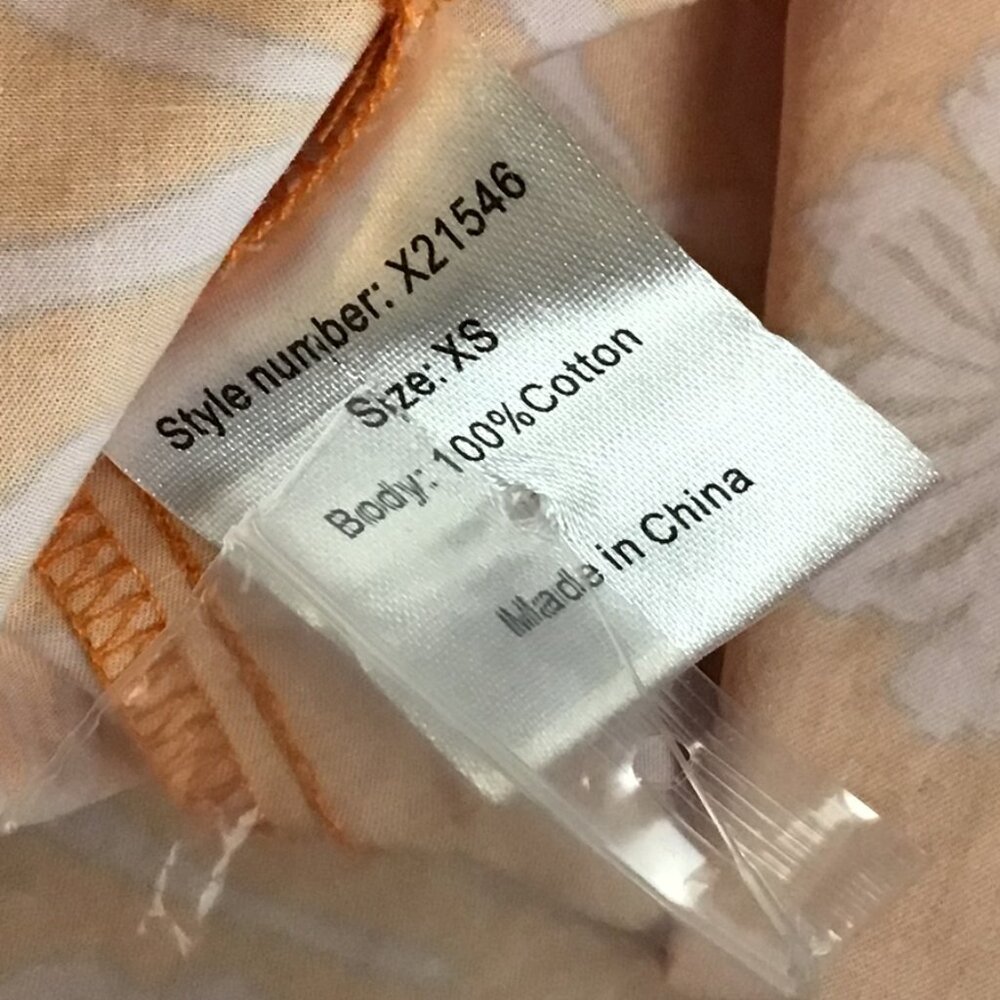 Style number: X21546
Size: XS
Body: 100%Cotton
Made in China